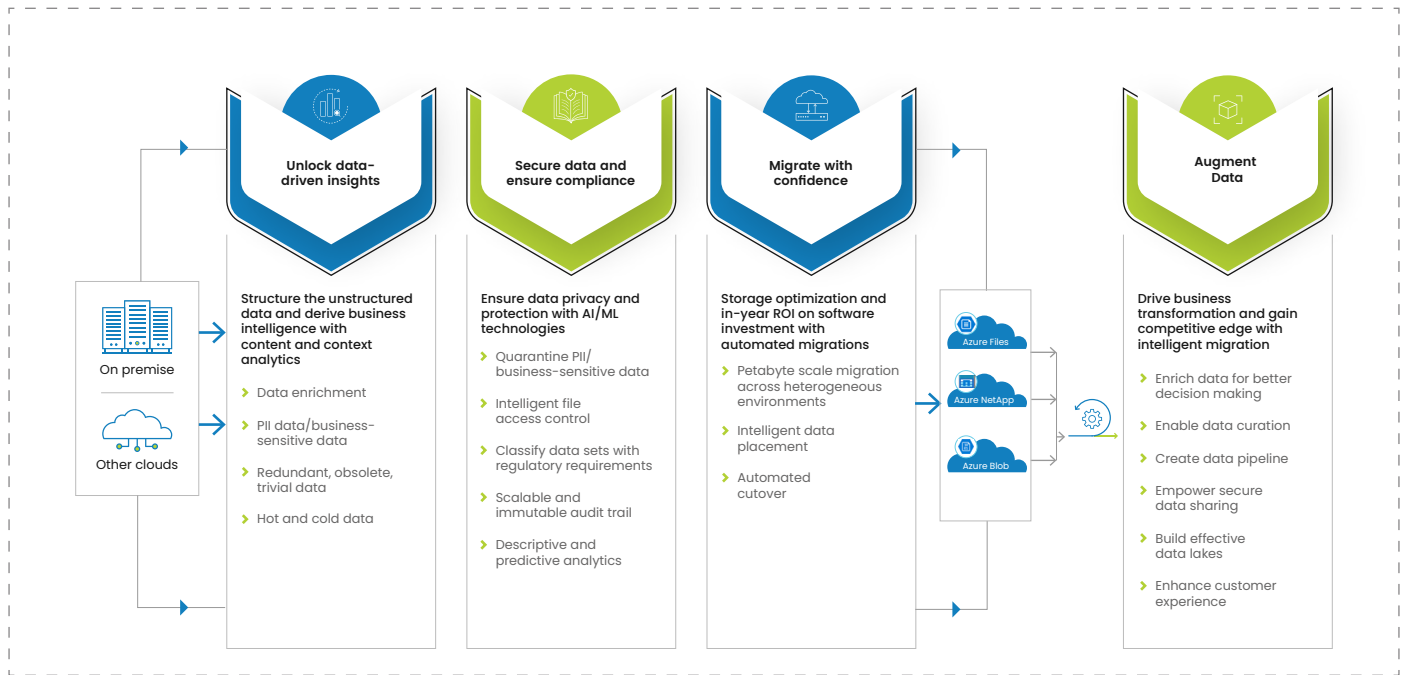 On premise
Other clouds
Unlock data-
driven insights
Structure the unstructured
data and derive business
intelligence with
content and context
analytics
Data enrichment
PII data/business-
sensitive data
Redundant, obsolete,
trivial data
Hot and cold data
Secure data and
ensure compliance
Ensure data privacy and
protection with AI/ML
technologies
Quarantine PII/
business-sensitive data
Intelligent file
access control
Classify data sets with
regulatory requirements
Scalable and
immutable audit trail
Descriptive and
predictive analytics
Migrate with
confidence
Storage optimization and
in-year ROI on software
investment with
automated migrations
Petabyte scale migration
across heterogeneous
environments
Intelligent data
placement
Automated
cutover
Azure Files
Azure NetApp
Azure Blob
Augment
Data
Drive business
transformation and gain
competitive edge with
intelligent migration
Enrich data for better
decision making
Enable data curation
Create data pipeline
Empower secure
data sharing
Build effective
data lakes
Enhance customer
experience